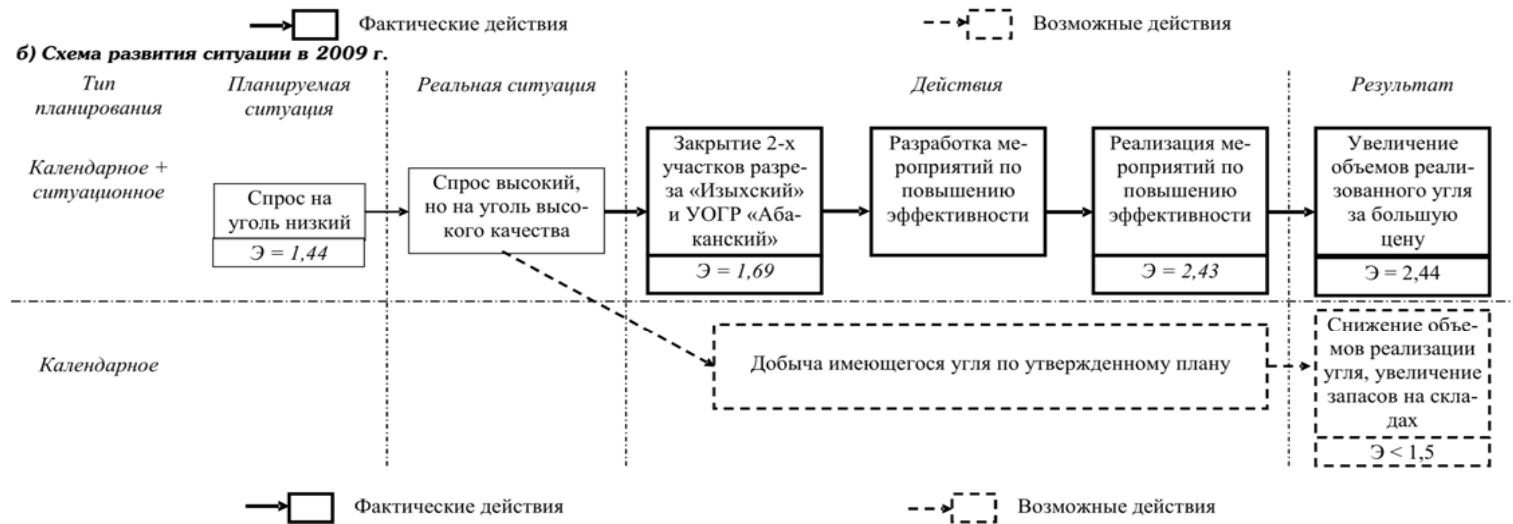 Фактические действия
Возможные действия
б) Схема развития ситуации в 2009 г.
Тип
планирования
Планируемая
ситуация
Реальная ситуация
Действия
Результат
Календарное +
ситуационное
Спрос на
уголь низкий
Э = 1,44
Спрос высокий,
но на уголь высо-
кого качества
Закрытие 2-х
участков разре-
за «Изыхский»
и УОГР «Аба-
канский»
Э = 1,69
Разработка ме-
роприятий по
повышению
эффективности
Реализация ме-
роприятий по
повышению
эффективности
Э = 2,43
Увеличение
объемов реали-
зованного угля
за большую
цену
Э = 2,44
Календарное
Добыча имеющегося угля по утвержденному плану
Снижение объе-
мов реализации
угля, увеличение
запасов на скла-
дах
Э < 1,5
Фактические действия
Возможные действия